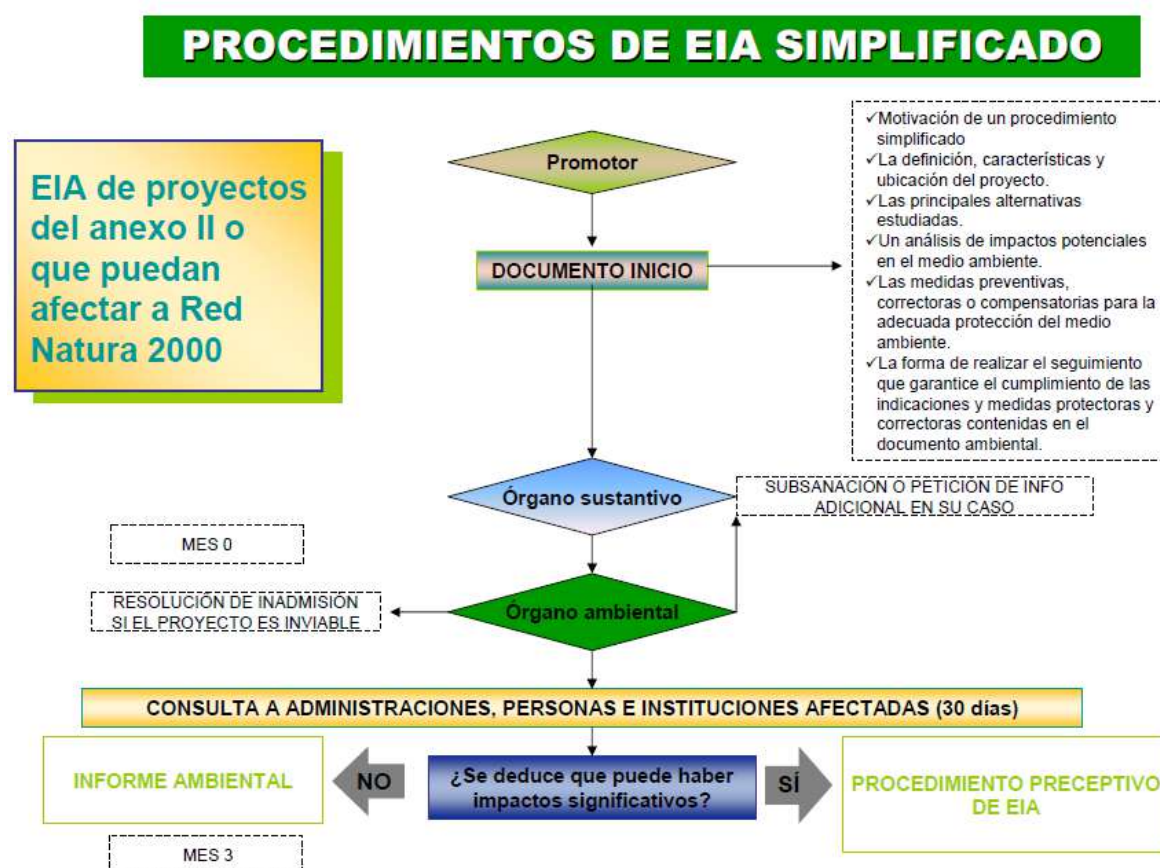 PROCEDIMIENTOS DE EIA SIMPLIFICADO
EIA de proyectos
del anexo II o
que puedan
afectar a Red
Natura 2000
Promotor
DOCUMENTO INICIO
✓Motivación de un procedimiento
simplificado
✓La definición, características y
ubicación del proyecto.
✓Las principales alternativas
estudiadas.
✓Un análisis de impactos potenciales
en el medio ambiente.
✓Las medidas preventivas,
correctoras o compensatorias para la
adecuada protección del medio
ambiente.
✓La forma de realizar el seguimiento
que garantice el cumplimiento de las
indicaciones y medidas protectoras y
correctoras contenidas en el
documento ambiental.
Órgano sustantivo
SUBSANACIÓN O PETICIÓN DE INFO
ADICIONAL EN SU CASO
MES 0
RESOLUCIÓN DE INADMISIÓN
SI EL PROYECTO ES INVIABLE
Órgano ambiental
CONSULTA A ADMINISTRACIONES, PERSONAS E INSTITUCIONES AFECTADAS (30 días)
INFORME AMBIENTAL
NO
¿Se deduce que puede haber
impactos significativos?
SÍ
PROCEDIMIENTO PRECEPTIVO
DE EIA
MES 3